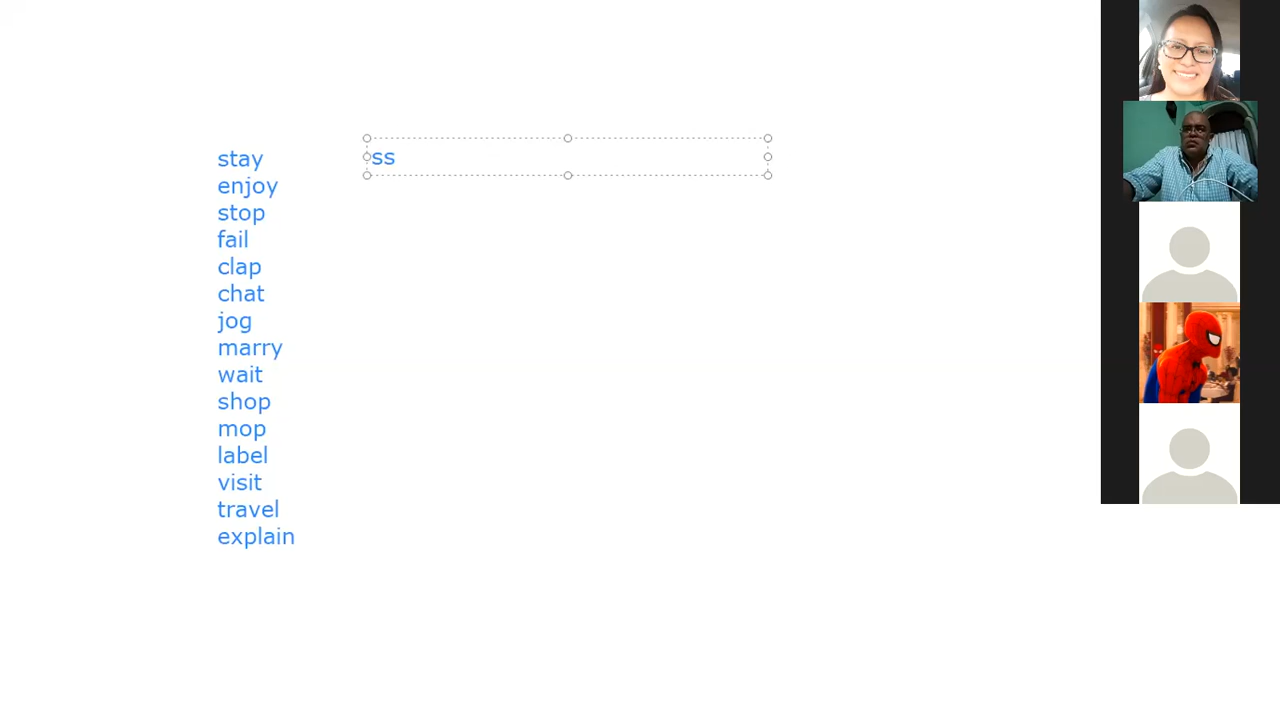 stay
ss
enjoy
stop
fail
clap
chat
jog
marry
wait
shop
mop
label
visit
travel
explain